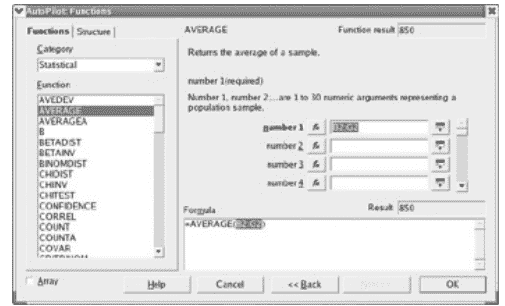 AutoPilot: Functions
Functions
Structure
Category
Statistical
Function
AVEDEV
AVERAGE
AVERAGEA
B
BETADIST
BETAINV
BINOMDIST
CHIDIST
CHIINV
CHITEST
CONFIDENCE
CORREL
COUNT
COUNTA
COVAR
CRITBINOM
Array
AVERAGE
Function result 850
Returns the average of a sample.
number 1(required)
Number 1, number 2;...are 1 to 30 numeric arguments representing a
population sample.
number 1
number 2
number 3
number 4
Formula
Result 850
=AVERAGE(
Help
Cancel
<< Back
OK